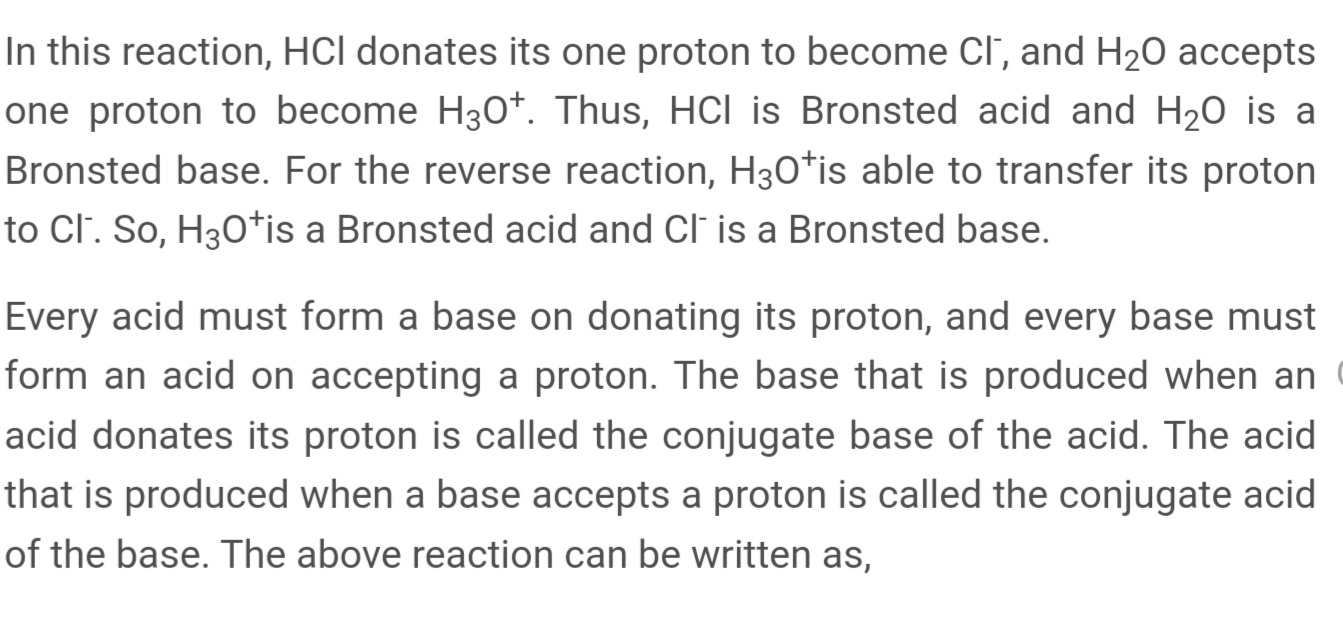 In this reaction, HCl donates its one proton to become Cl⁻, and H₂O accepts
one proton to become H₃O⁺. Thus, HCl is Bronsted acid and H₂O is a
Bronsted base. For the reverse reaction, H₃O⁺is able to transfer its proton
to Cl⁻. So, H₃O⁺is a Bronsted acid and Cl⁻ is a Bronsted base.
Every acid must form a base on donating its proton, and every base must
form an acid on accepting a proton. The base that is produced when an
acid donates its proton is called the conjugate base of the acid. The acid
that is produced when a base accepts a proton is called the conjugate acid
of the base. The above reaction can be written as,